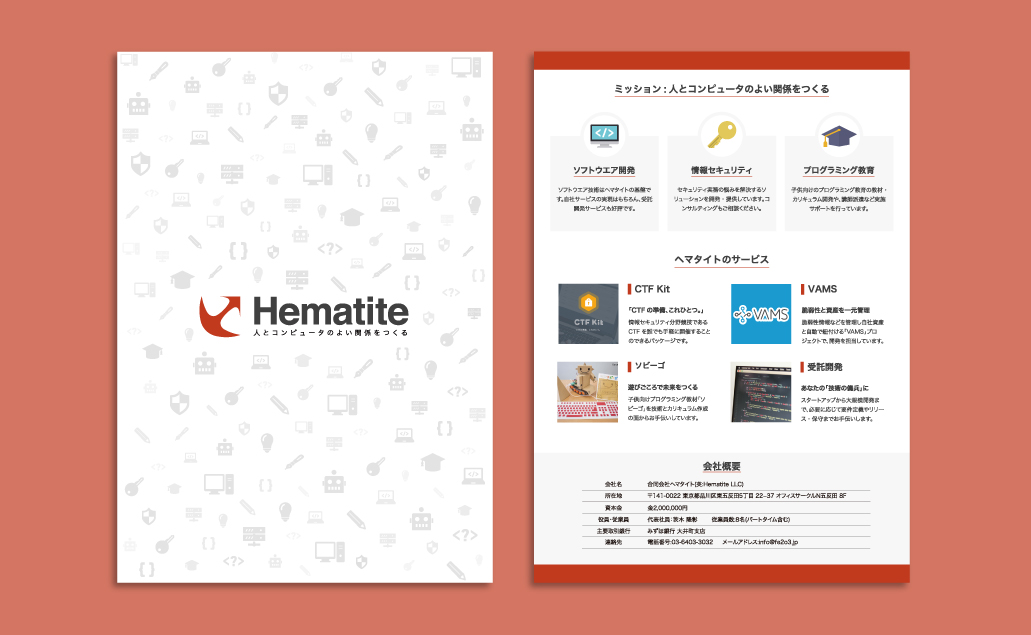 Hematite
人とコンピュータのよい関係をつくる
ミッション : 人とコンピュータのよい関係をつくる
ソフトウエア開発
ソフトウエア技術はヘマタイトの基盤で
す。自社サービスの実現はもちろん、受託
開発サービスも好評です。
情報セキュリティ
セキュリティ実務の悩みを解決するソ
リューションを開発・提供しています。コ
ンサルティングもご相談ください。
プログラミング教育
子供向けのプログラミング教育の教材・
カリキュラム開発や、講師派遣など実施
サポートを行っています。
ヘマタイトのサービス
CTF Kit
CTF Kit
「CTF の準備、これひとつ。」
情報セキュリティ分野競技である
CTF を誰でも手軽に開催すること
のできるパッケージです。
VAMS
VAMS
脆弱性と資産を一元管理
脆弱性情報などを管理し自社資産
と自動で紐付ける「VAMS」プロ
ジェクトで、開発を担当しています。
ソビーゴ
遊びごころで未来をつくる
子供向けプログラミング教材「ソ
ビーゴ」を技術とカリキュラム作成
の面からお手伝いしています。
受託開発
あなたの「技術の傭兵」に
スタートアップから大規模開発ま
で、必要に応じて要件定義やリリー
ス・保守までお手伝いします。
会社概要
会社名 合同会社ヘマタイト(英:Hematite LLC)
所在地 〒141-0022 東京都品川区東五反田5丁目 22−37 オフィスサークルN五反田 8F
資本金 金2,000,000円
役員・従業員 代表社員:茨木 隆彰 従業員数:8名(パートタイム含む)
主要取引銀行 みずほ銀行 大井町支店
連絡先 電話番号:03-6403-3032 メールアドレス:info@fe2o3.jp